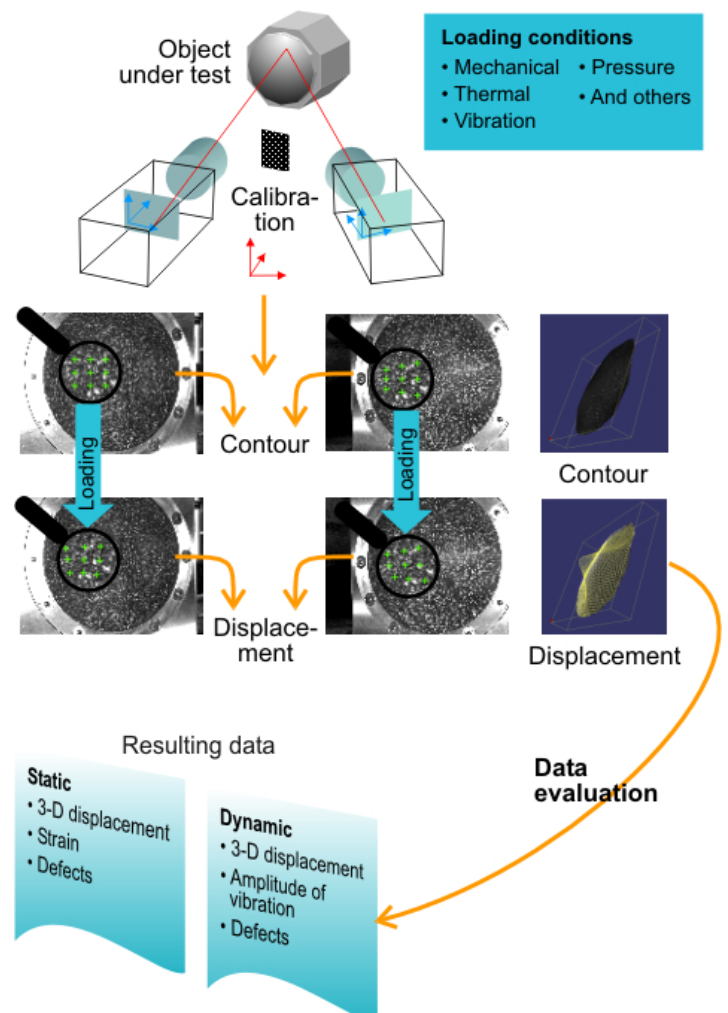 Object
under test
Loading conditions
• Mechanical
• Thermal
• Vibration
• Pressure
• And others
Calibra-
tion
Loading
Contour
Loading
Contour
Displace-
ment
Displacement
Resulting data
Data
evaluation
Static
• 3-D displacement
• Strain
• Defects
Dynamic
• 3-D displacement
• Amplitude of
vibration
• Defects